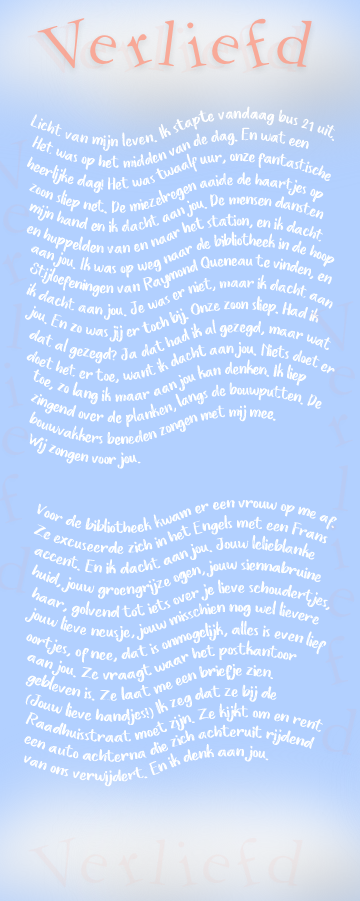 Verliefd
Licht van mijn leven. Ik stapte vandaag bus 21 uit.
Het was op het midden van de dag. En wat een
heerlijke dag! Het was twaalf uur, onze fantastische
zoon sliep net. De miezelregen aaide de haartjes op
mijn hand en ik dacht aan jou. De mensen dansten
en huppelden van en naar het station, en ik dacht
aan jou. Ik was op weg naar de bibliotheek in de hoop
Stijloefeningen van Raymond Queneau te vinden, en
ik dacht aan jou. Je was er niet, maar ik dacht aan
jou. En zo was jij er toch bij. Onze zoon sliep. Had ik
dat al gezegd? Ja dat had ik al gezegd, maar wat
doet het er toe, want ik dacht aan jou. Niets doet er
toe, zo lang ik maar aan jou kan denken. Ik liep
zingend over de planken, langs de bouwputten. De
bouwvakkers beneden zongen met mij mee.
Wij zongen voor jou.
Voor de bibliotheek kwam er een vrouw op me af.
Ze excuseerde zich in het Engels met een Frans
accent. En ik dacht aan jou. Jouw lelieblanke
huid, jouw groengrijze ogen, jouw siennabruine
haar, golvend tot iets over je lieve schoudertjes,
jouw lieve neusje, jouw misschien nog wel lievere
oortjes, of nee, dat is onmogelijk, alles is even lief
aan jou. Ze vraagt waar het postkantoor
gebleven is. Ze laat me een briefje zien.
(Jouw lieve handjes!) Ik zeg dat ze bij de
Raadhuisstraat moet zijn. Ze kijkt om en rent
een auto achterna die zich achteruit rijdend
van ons verwijdert. En ik denk aan jou.
Verliefd